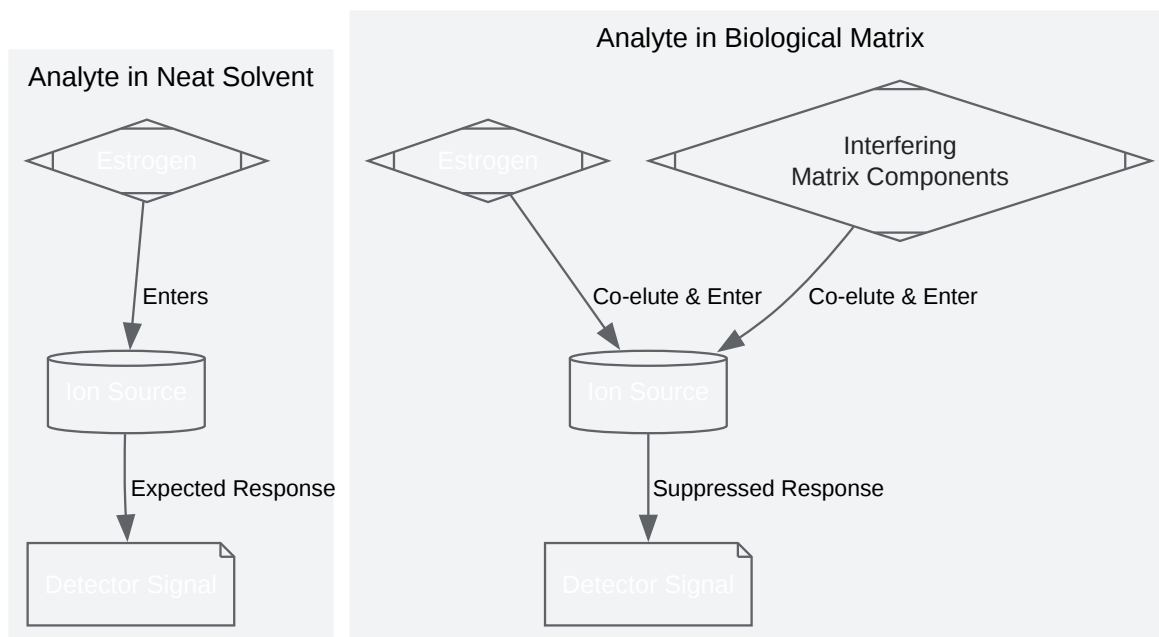 Analyte in Neat Solvent
Estrogen
Enters
Ion Source
Expected Response
Detector Signal
Analyte in Biological Matrix
Estrogen
Interfering
Matrix Components
Co-elute & Enter
Co-elute & Enter
Ion Source
Suppressed Response
Detector Signal